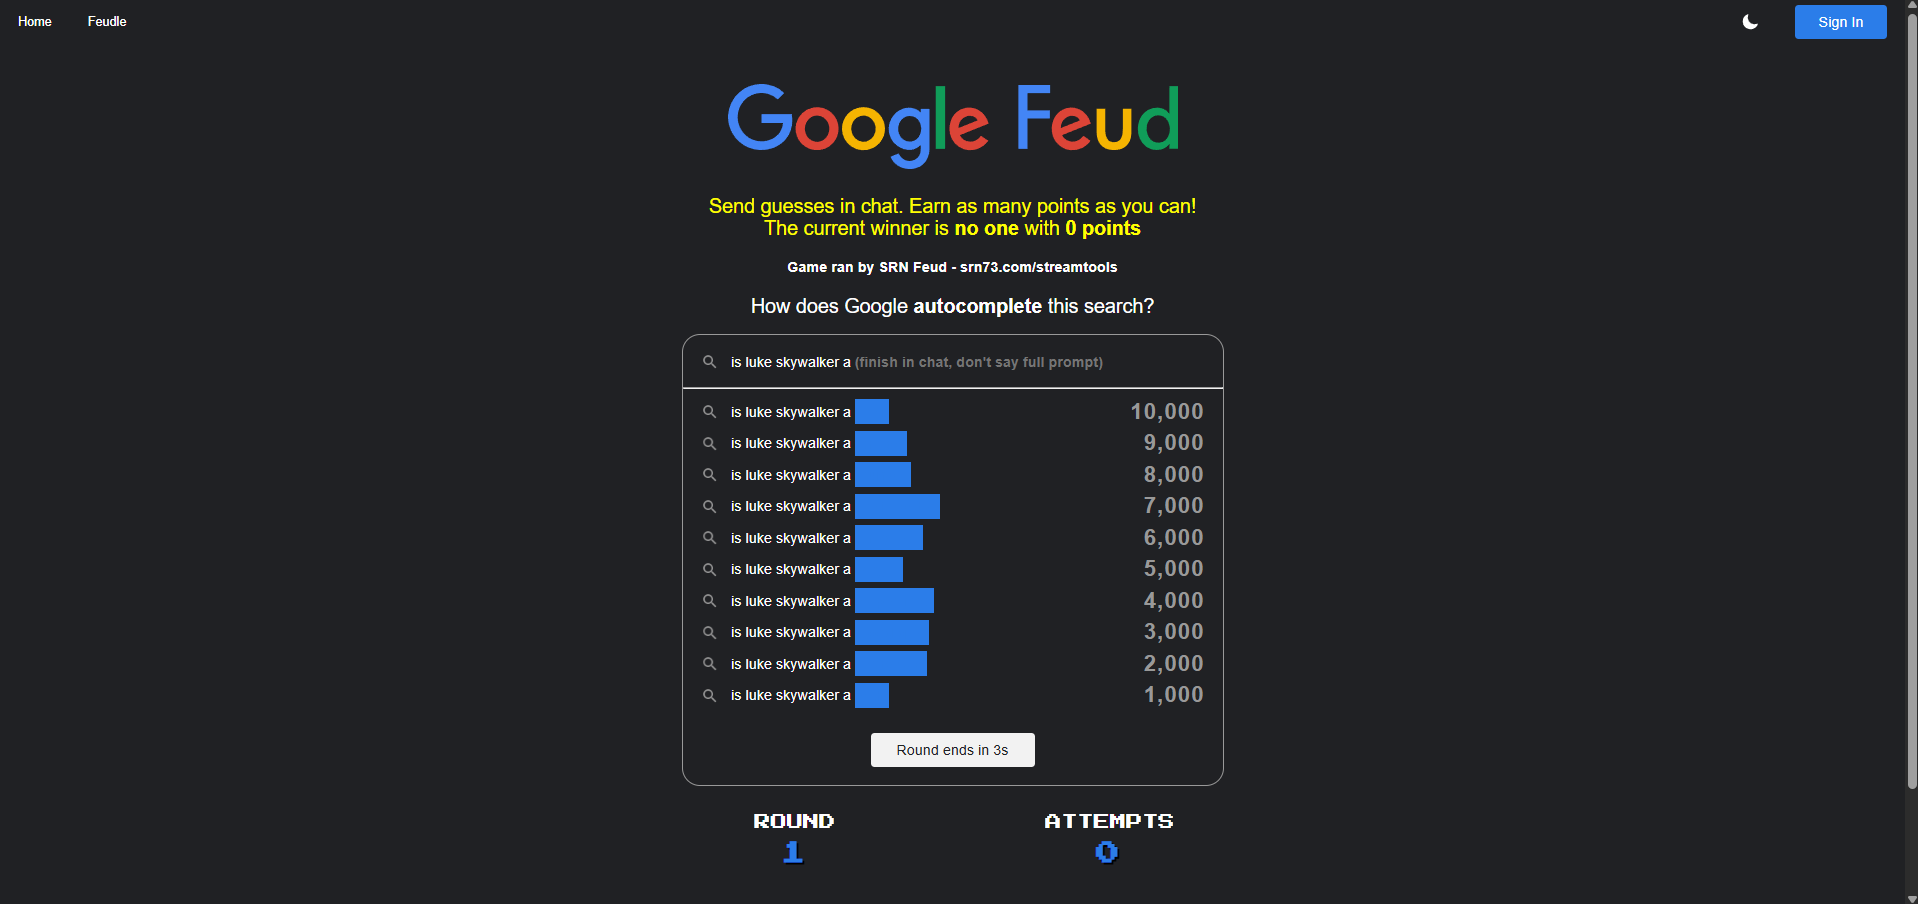 Home Feudle Sign In
Google Feud
Send guesses in chat. Earn as many points as you can!
The current winner is no one with 0 points
Game ran by SRN Feud - srn73.com/streamtools
How does Google autocomplete this search?
is luke skywalker a (finish in chat, don't say full prompt)
is luke skywalker a 10,000
is luke skywalker a 9,000
is luke skywalker a 8,000
is luke skywalker a 7,000
is luke skywalker a 6,000
is luke skywalker a 5,000
is luke skywalker a 4,000
is luke skywalker a 3,000
is luke skywalker a 2,000
is luke skywalker a 1,000
Round ends in 3s
ROUND ATTEMPTS
1 0